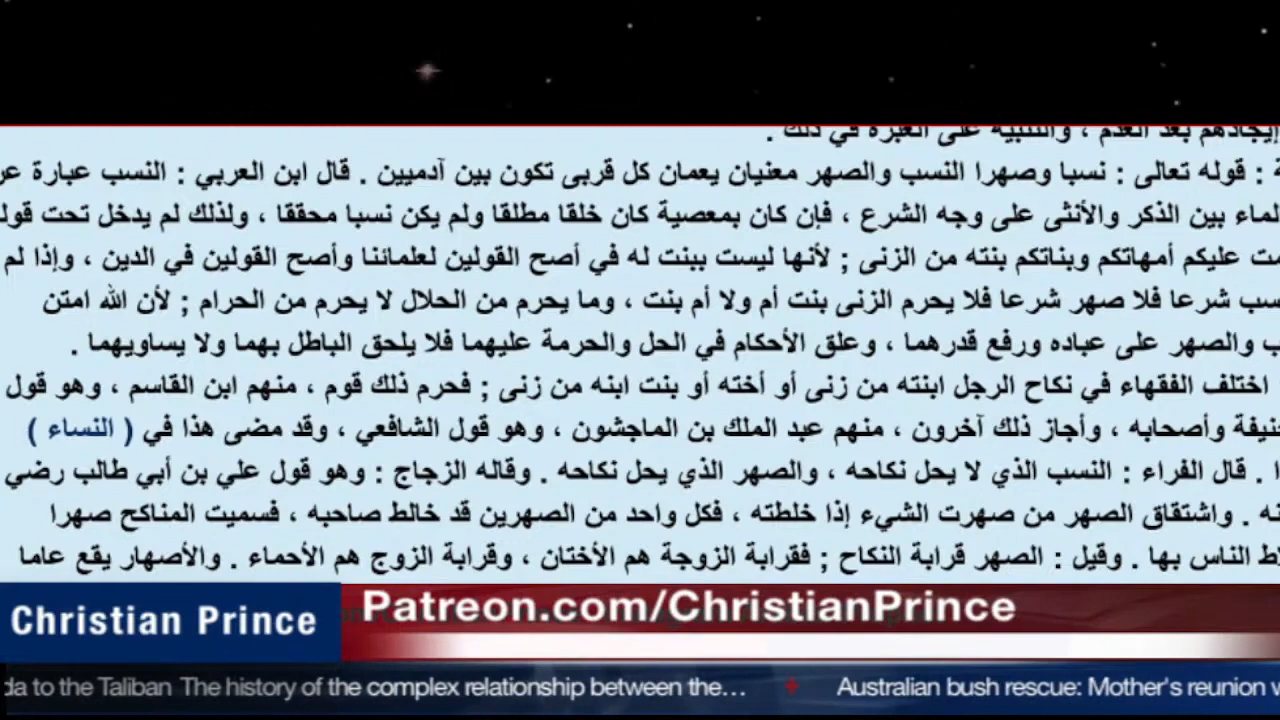 إيجادهم بعد العدم ، والتنبيه على العبرة في ذلك .
: قوله تعالى : نسبا وصهرا النسب والصهر معنيان يعمان كل قربى تكون بين آدميين . قال ابن العربي : النسب عبارة عن
الماء بين الذكر والأنثى على وجه الشرع ، فإن كان بمعصية كان خلقا مطلقا ولم يكن نسبا محققا ، ولذلك لم يدخل تحت قول
مت عليكم أمهاتكم وبناتكم بنته من الزنى ; لأنها ليست ببنت له في أصح القولين لعلمائنا وأصح القولين في الدين ، وإذا لم
سب شرعا فلا صهر شرعا فلا يحرم الزنى بنت أم ولا أم بنت ، وما يحرم من الحلال لا يحرم من الحرام ; لأن الله امتن
ب والصهر على عباده ورفع قدرهما ، وعلق الأحكام في الحل والحرمة عليهما فلا يلحق الباطل بهما ولا يساويهما .
اختلف الفقهاء في نكاح الرجل ابنته من زنى أو أخته أو بنت ابنه من زنى ; فحرم ذلك قوم ، منهم ابن القاسم ، وهو قول
نيفة وأصحابه ، وأجاز ذلك آخرون ، منهم عبد الملك بن الماجشون ، وهو قول الشافعي ، وقد مضى هذا في ( النساء )
ا . قال الفراء : النسب الذي لا يحل نكاحه ، والصهر الذي يحل نكاحه . وقاله الزجاج : وهو قول علي بن أبي طالب رضي
نه . واشتقاق الصهر من صهرت الشيء إذا خلطته ، فكل واحد من الصهرين قد خالط صاحبه ، فسميت المناكح صهرا
اط الناس بها . وقيل : الصهر قرابة النكاح ; فقرابة الزوجة هم الأختان ، وقرابة الزوج هم الأحماء . والأصهار يقع عاما
Christian Prince
Patreon.com/ChristianPrince
da to the Taliban The history of the complex relationship between the... Australian bush rescue: Mother's reunion w